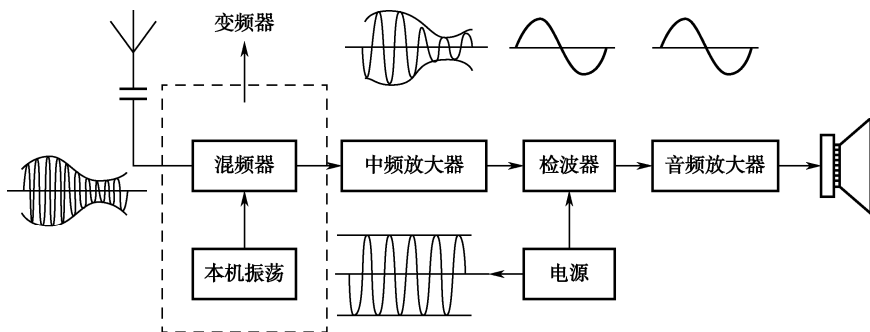 变频器
混频器
中频放大器
检波器
音频放大器
本机振荡
电源